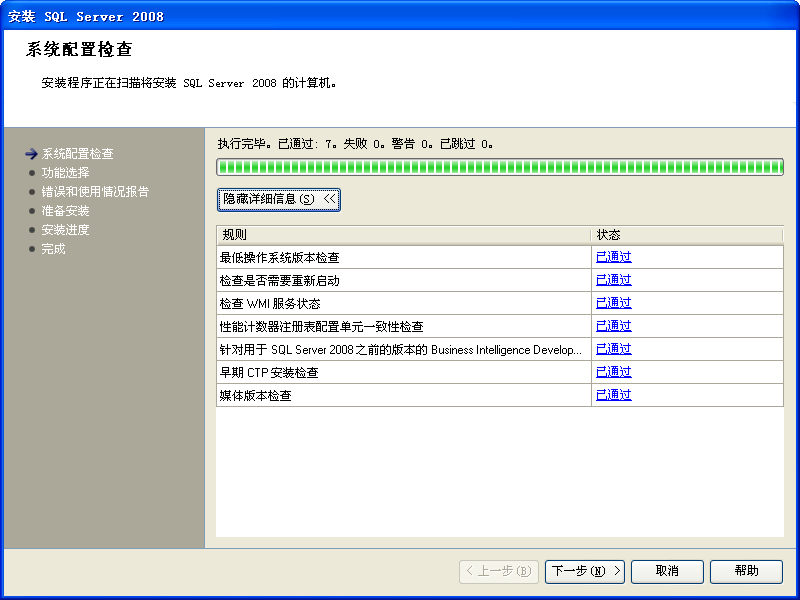 安装 SQL Server 2008
系统配置检查
安装程序正在扫描将安装 SQL Server 2008 的计算机。
系统配置检查
功能选择
错误和使用情况报告
准备安装
安装进度
完成
执行完毕。已通过: 7。失败 0。警告 0。已跳过 0。
隐藏详细信息(S) <<
规则 状态
最低操作系统版本检查 已通过
检查是否需要重新启动 已通过
检查 WMI 服务状态 已通过
性能计数器注册表配置单元一致性检查 已通过
针对用于 SQL Server 2008 之前的版本的 Business Intelligence Develop... 已通过
早期 CTP 安装检查 已通过
媒体版本检查 已通过
< 上一步(B) 下一步(N) > 取消 帮助